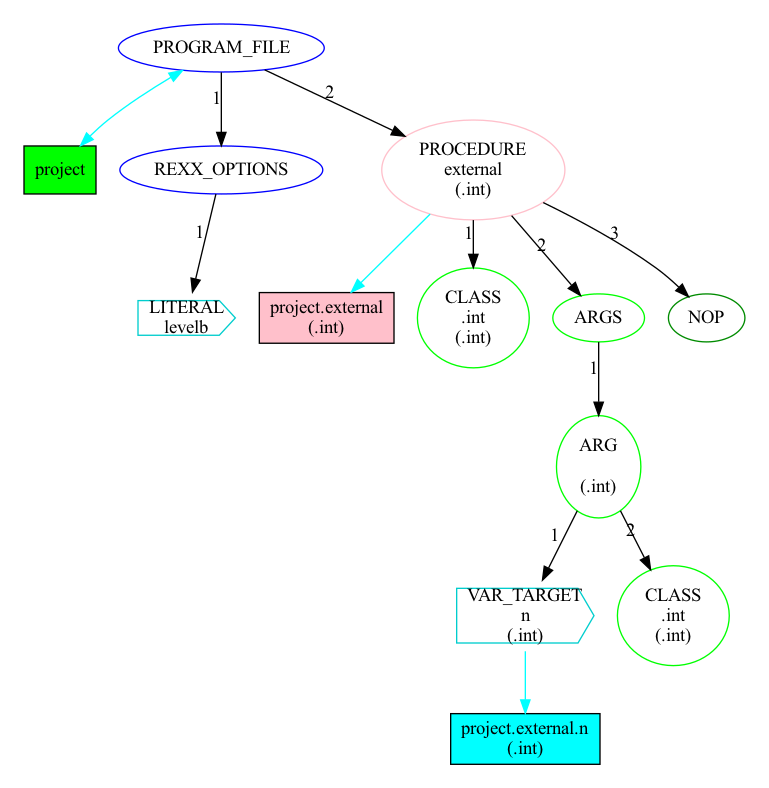 PROGRAM_FILE
1
2
project
REXX_OPTIONS
PROCEDURE
external
(.int)
1
1
2
3
LITERAL
levelb
project.external
(.int)
CLASS
.int
(.int)
ARGS
NOP
1
ARG
(.int)
1
2
VAR_TARGET
n
(.int)
CLASS
.int
(.int)
project.external.n
(.int)